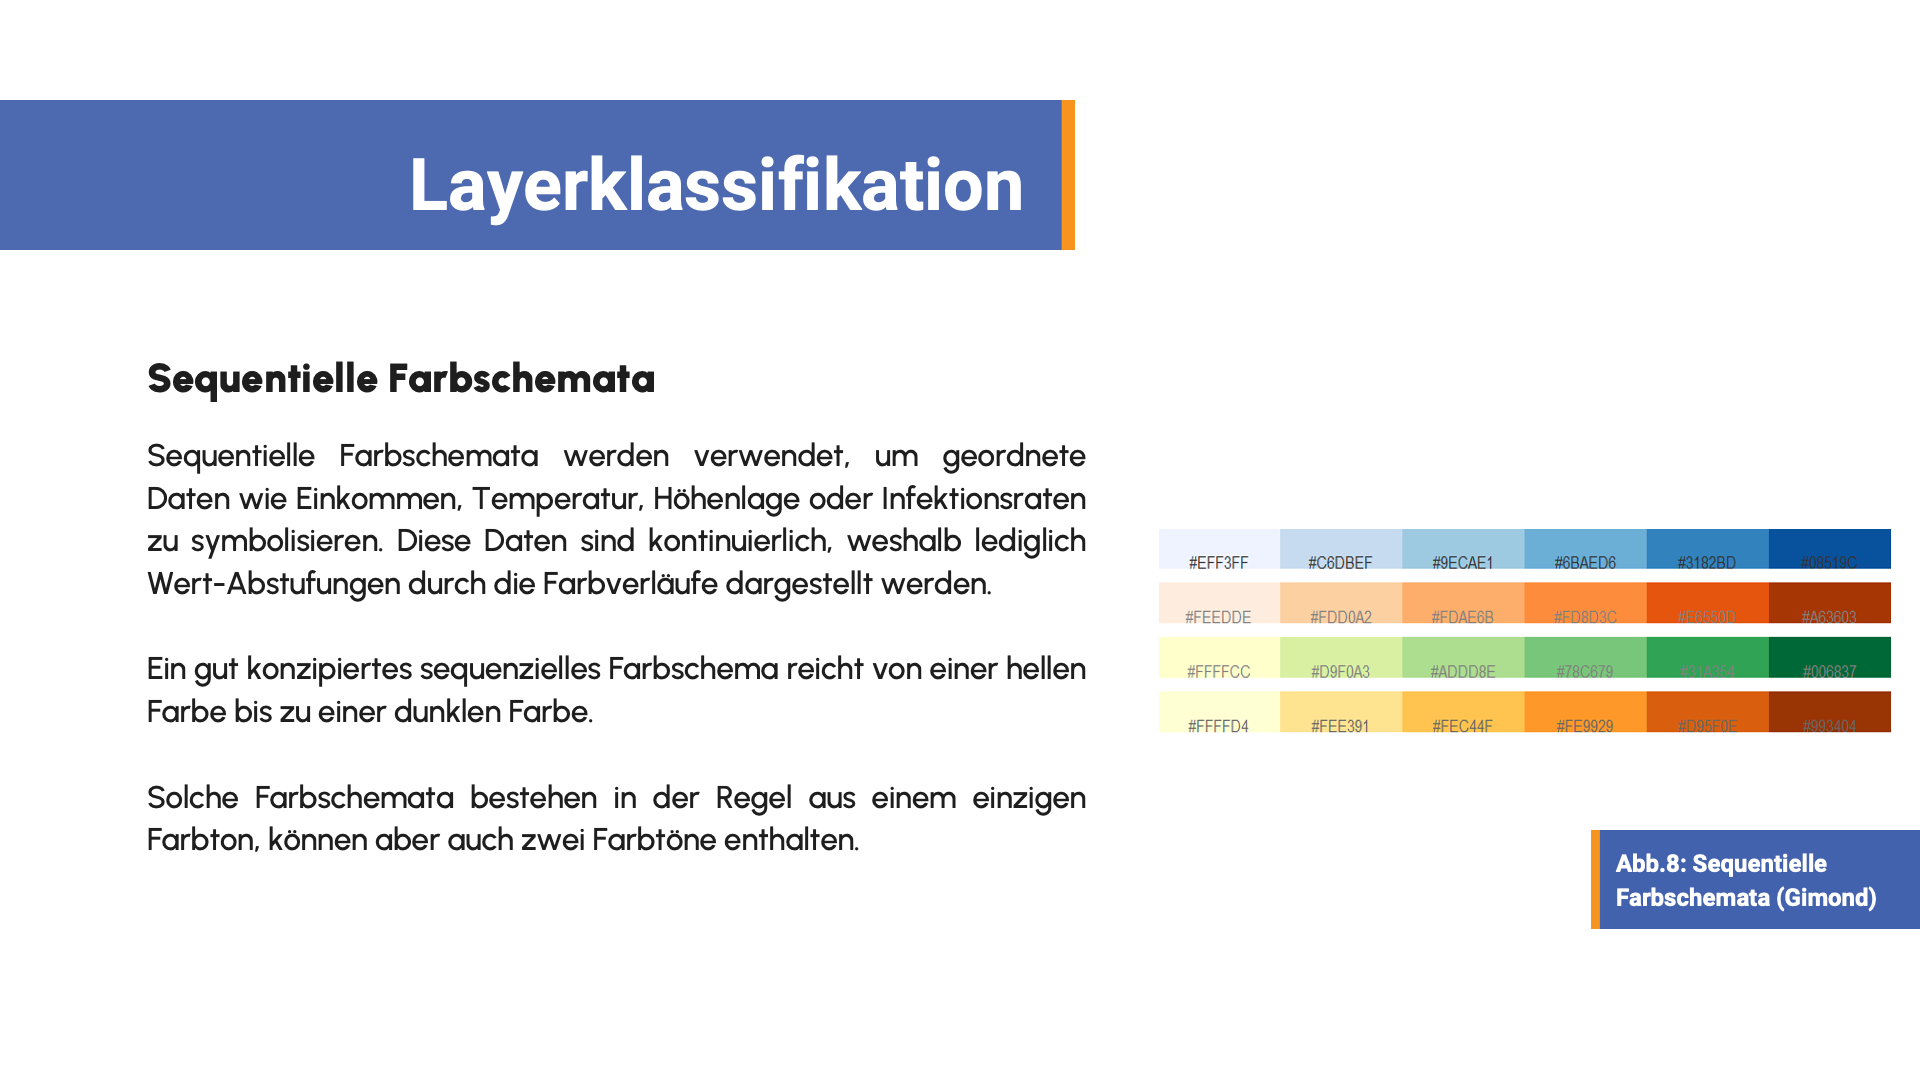 Layerklassifikation
Sequentielle Farbschemata
Sequentielle Farbschemata werden verwendet, um geordnete
Daten wie Einkommen, Temperatur, Höhenlage oder Infektionsraten
zu symbolisieren. Diese Daten sind kontinuierlich, weshalb lediglich
Wert-Abstufungen durch die Farbverläufe dargestellt werden.
Ein gut konzipiertes sequenzielles Farbschema reicht von einer hellen
Farbe bis zu einer dunklen Farbe.
Solche Farbschemata bestehen in der Regel aus einem einzigen
Farbton, können aber auch zwei Farbtöne enthalten.
#EFF3FF #C6DBEF #9ECAE1 #6BAED6 #3182BD #08519C
#FEEDDE #FDD0A2 #FDAE6B #FD8D3C #E6550D #A63603
#FFFFCC #D9F0A3 #ADDD8E #78C679 #006837
#FFFFD4 #FEE391 #FEC44F #FE9929 #D95F0E #993404
Abb.8: Sequentielle
Farbschemata (Gimond)